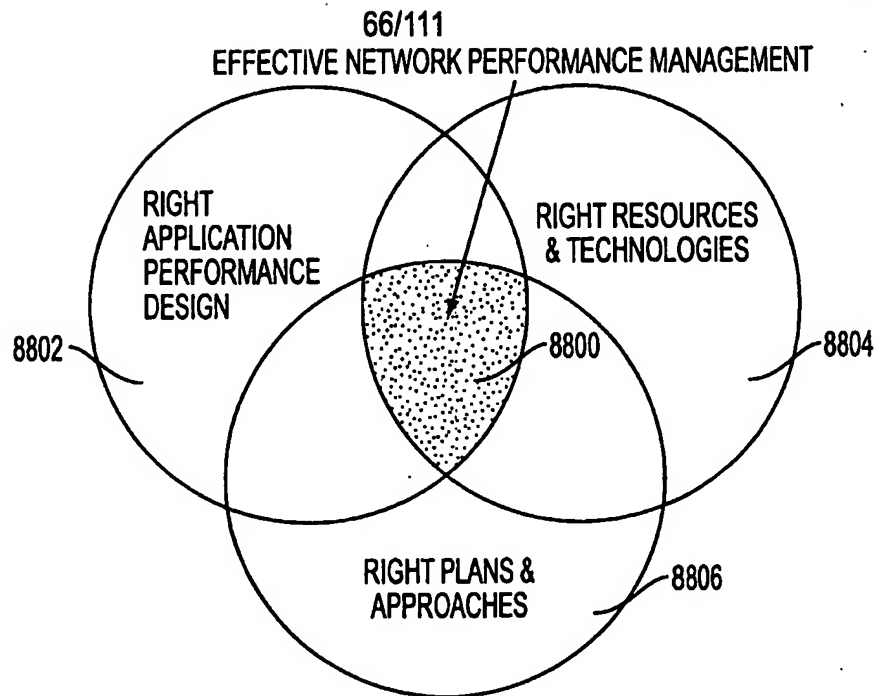 66/111
EFFECTIVE NETWORK PERFORMANCE MANAGEMENT
RIGHT
APPLICATION
PERFORMANCE
DESIGN
RIGHT RESOURCES
& TECHNOLOGIES
8802
8800
8804
RIGHT PLANS &
APPROACHES
8806